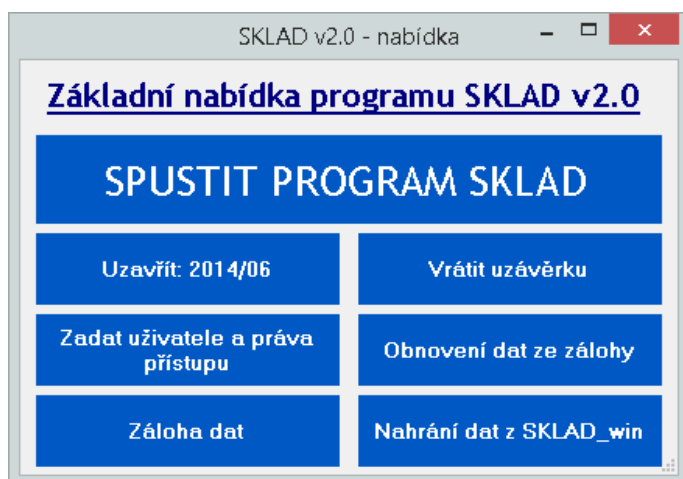 SKLAD v2.0 - nabídka
Základní nabídka programu SKLAD v2.0
SPUSTIT PROGRAM SKLAD
Uzavřít: 2014/06
Vrátit uzávěrku
Zadat uživatele a práva
přístupu
Obnovení dat ze zálohy
Záloha dat
Nahrání dat z SKLAD_win